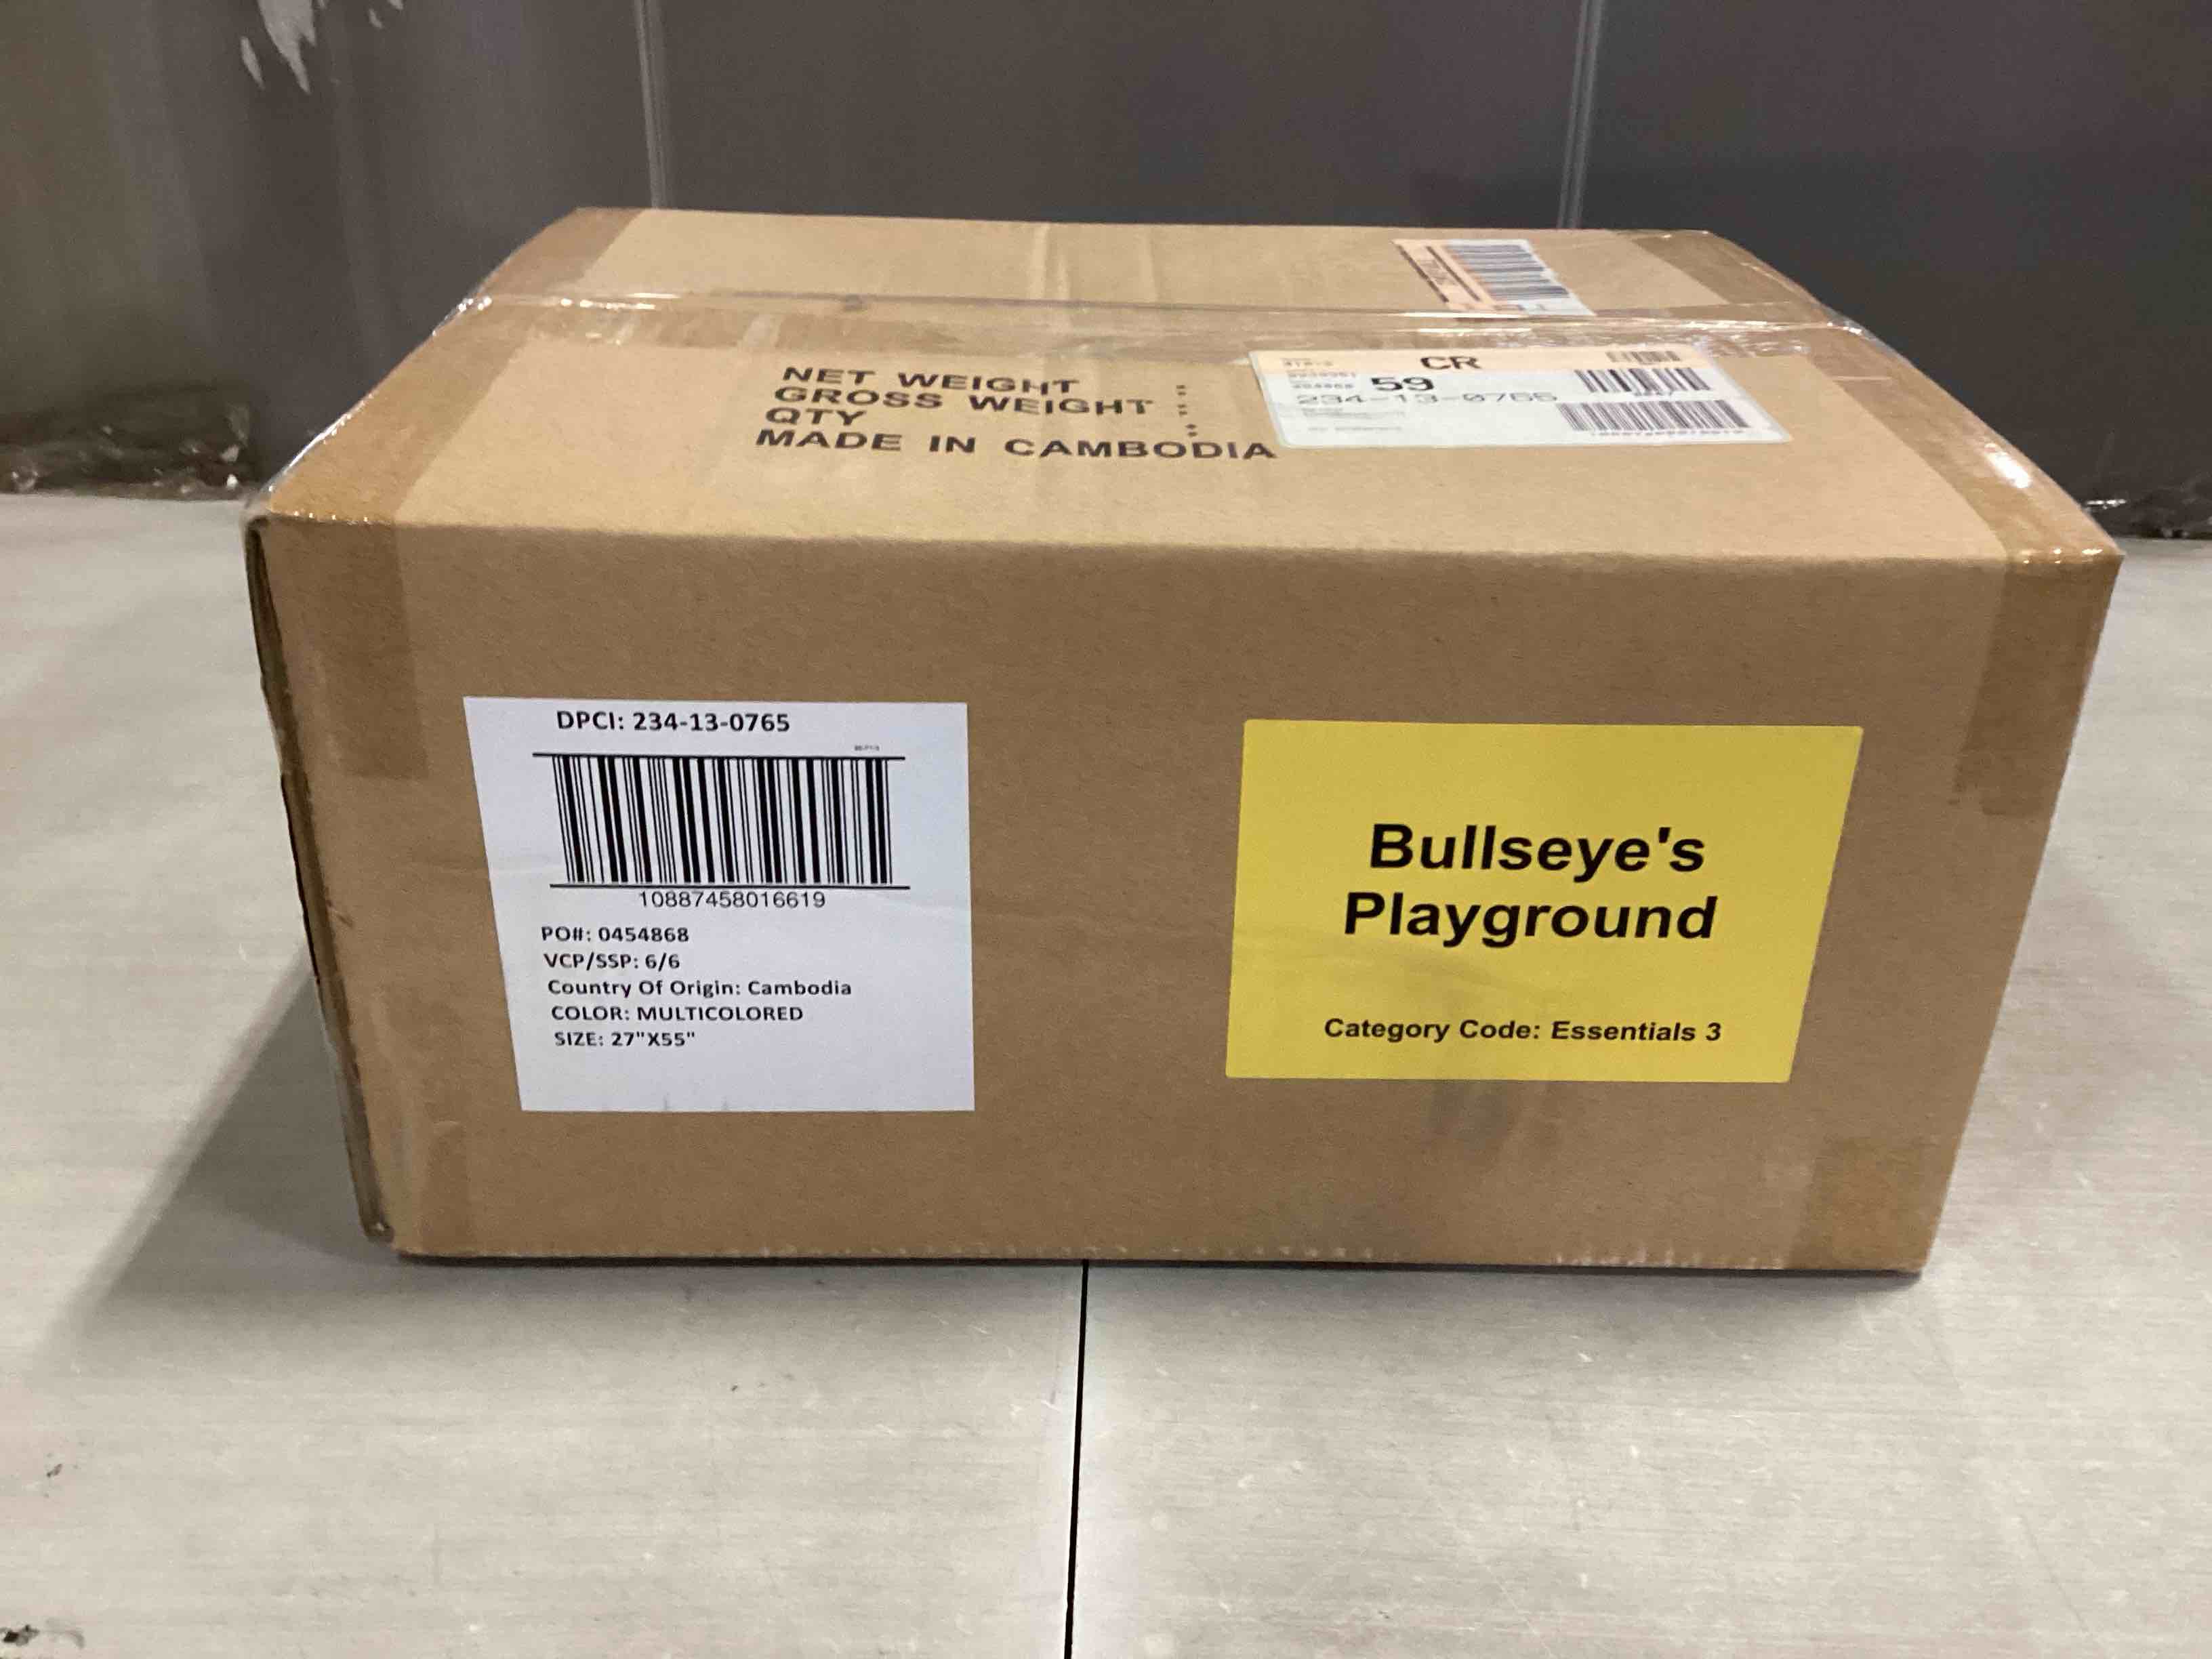 NET WEIGHT :
GROSS WEIGHT :
QTY :
MADE IN CAMBODIA
CR
59
234-13-0765
DPCI: 234-13-0765
10887458016619
PO#: 0454868
VCP/SSP: 6/6
Country Of Origin: Cambodia
COLOR: MULTICOLORED
SIZE: 27"X55"
Bullseye's
Playground
Category Code: Essentials 3